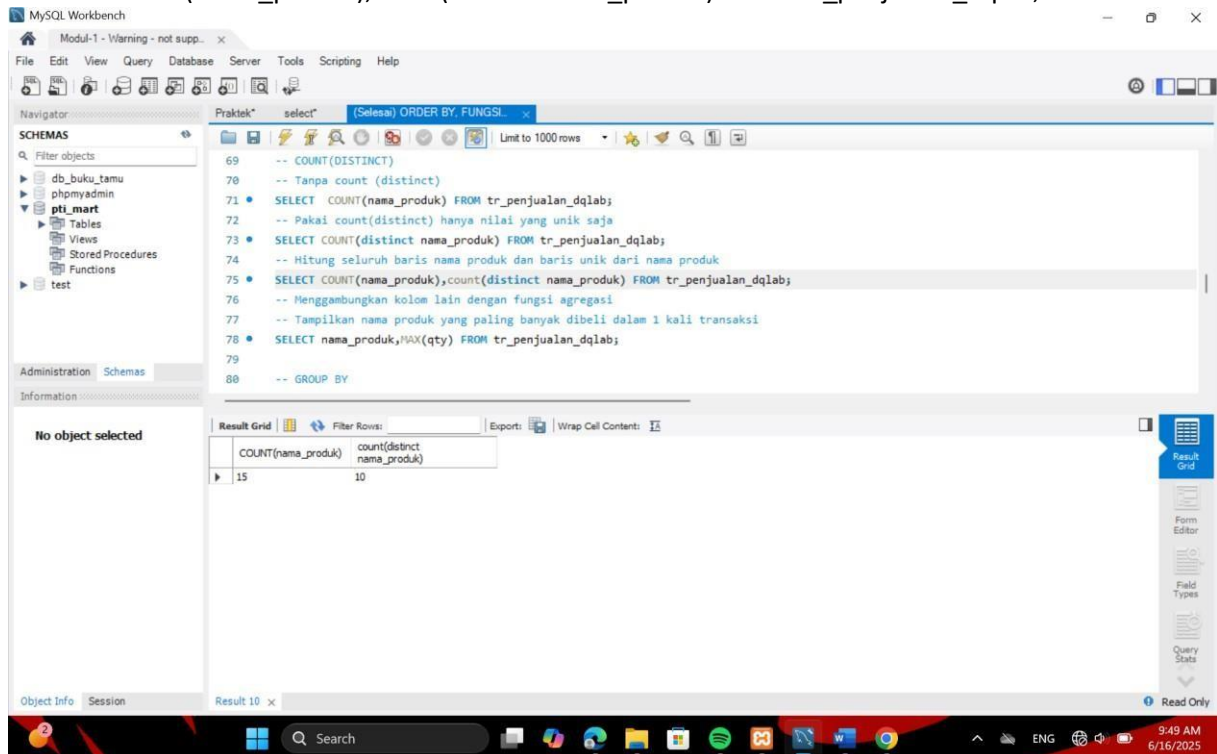 MySQL Workbench
Modul-1 - Warning - not supp...
File Edit View Query Database Server Tools Scripting Help
Navigator
Praktek* select* (Selesai) ORDER BY, FUNGSI...
SCHEMAS
Limit to 1000 rows
Filter objects
db_buku_tamu
phpmyadmin
pti_mart
Tables
Views
Stored Procedures
Functions
test
69 -- COUNT(DISTINCT)
70 -- Tanpa count (distinct)
71 SELECT COUNT(nama_produk) FROM tr_penjualan_dqlab;
72 -- Pakai count(distinct) hanya nilai yang unik saja
73 SELECT COUNT(distinct nama_produk) FROM tr_penjualan_dqlab;
74 -- Hitung seluruh baris nama produk dan baris unik dari nama produk
75 SELECT COUNT(nama_produk),count(distinct nama_produk) FROM tr_penjualan_dqlab;
76 -- Menggambungkan kolom lain dengan fungsi agregasi
77 -- Tampilkan nama produk yang paling banyak dibeli dalam 1 kali transaksi
78 SELECT nama_produk,MAX(qty) FROM tr_penjualan_dqlab;
79
80 -- GROUP BY
Administration Schemas
Information
No object selected
Result Grid Filter Rows: Export: Wrap Cell Content:
COUNT(nama_produk) count(distinct
nama_produk)
15 10
Result
Grid
Form
Editor
Field
Types
Query
Stats
Object Info Session
Result 10
Read Only
2
Search
ENG
9:49 AM
6/16/2025